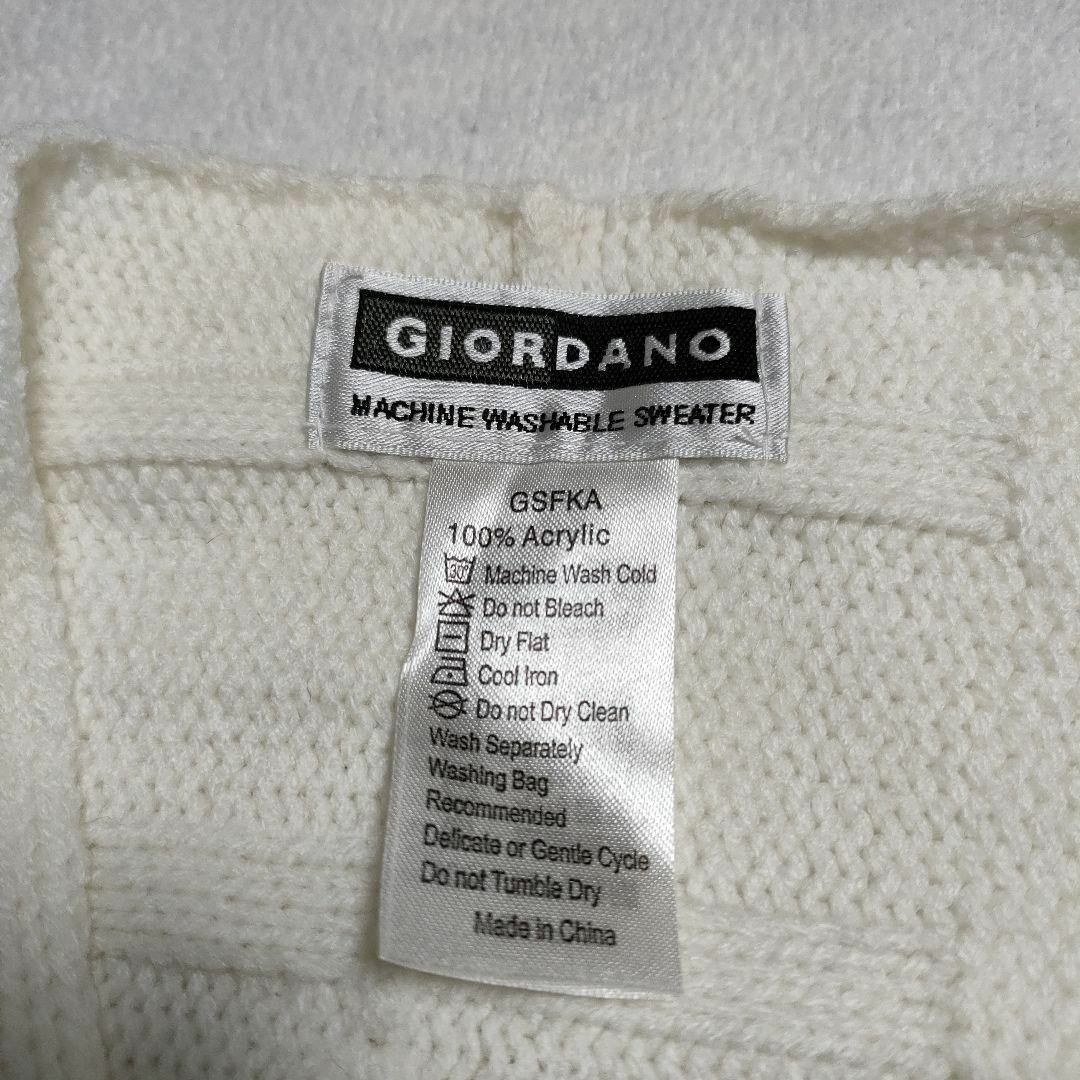 GIORDANO
MACHINE WASHABLE SWEATER
GSFKA
100% Acrylic
30° Machine Wash Cold
Do not Bleach
Dry Flat
Cool Iron
Do not Dry Clean
Wash Separately
Washing Bag
Recommended
Delicate or Gentle Cycle
Do not Tumble Dry
Made in China